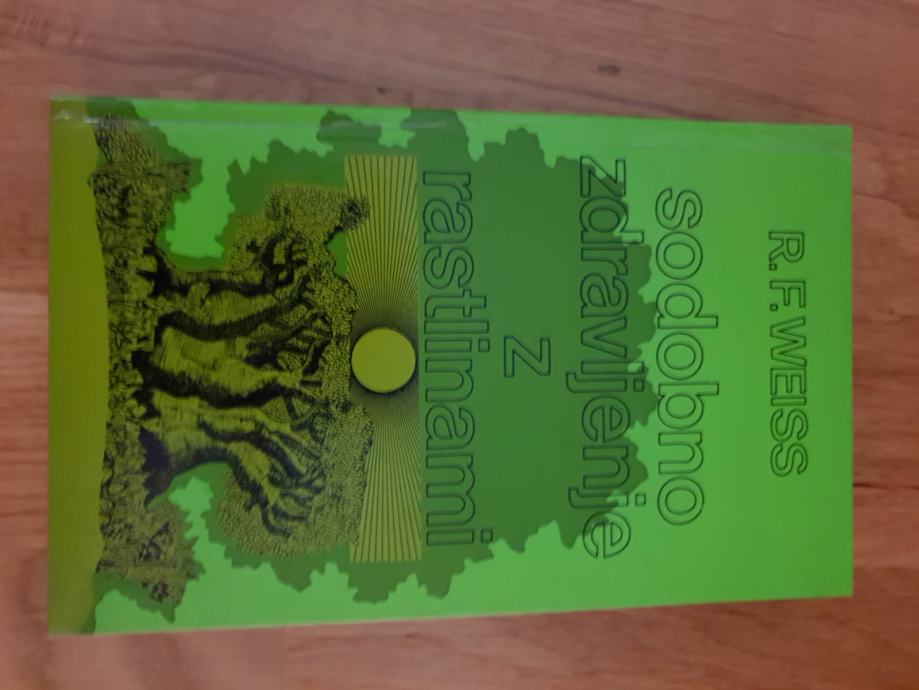 R. F. WEISS
sodobno
zdravljenje
z
rastlinami